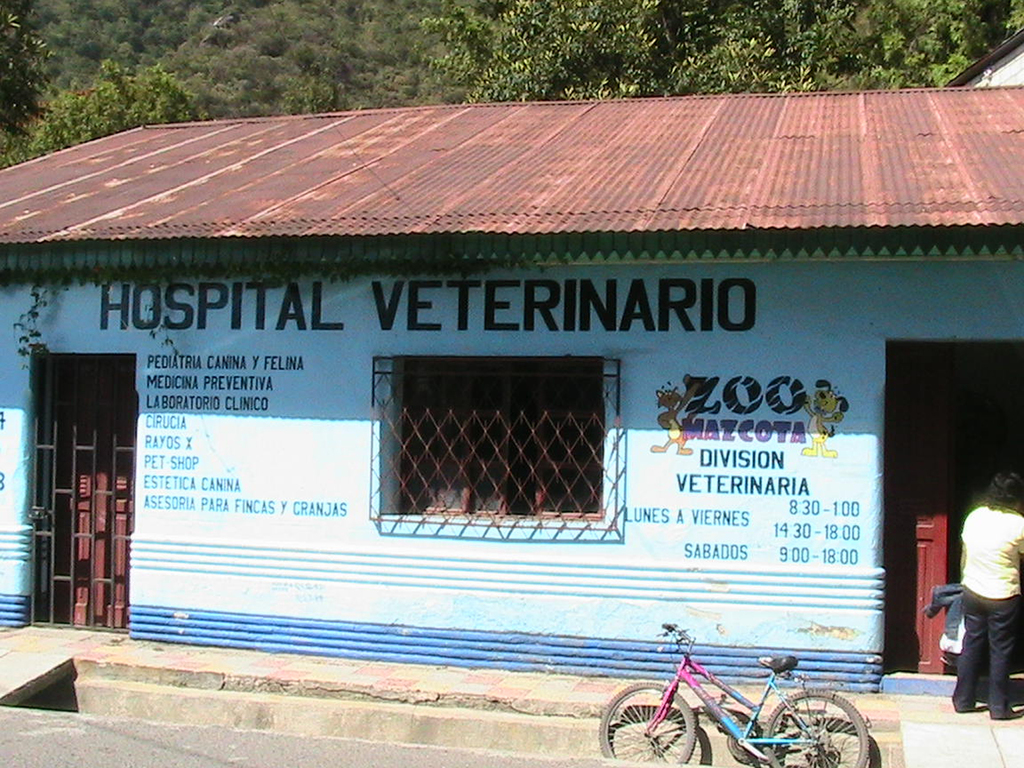 HOSPITAL VETERINARIO
PEDIATRIA CANINA Y FELINA
MEDICINA PREVENTIVA
LABORATORIO CLINICO
CIRUCIA
RAYOS X
PET SHOP
ESTETICA CANINA
ASESORIA PARA FINCAS Y GRANJAS
ZOO
MAZCOTA
DIVISION
VETERINARIA
LUNES A VIERNES 8:30-1:00
14:30-18:00
SABADOS 9:00-18:00